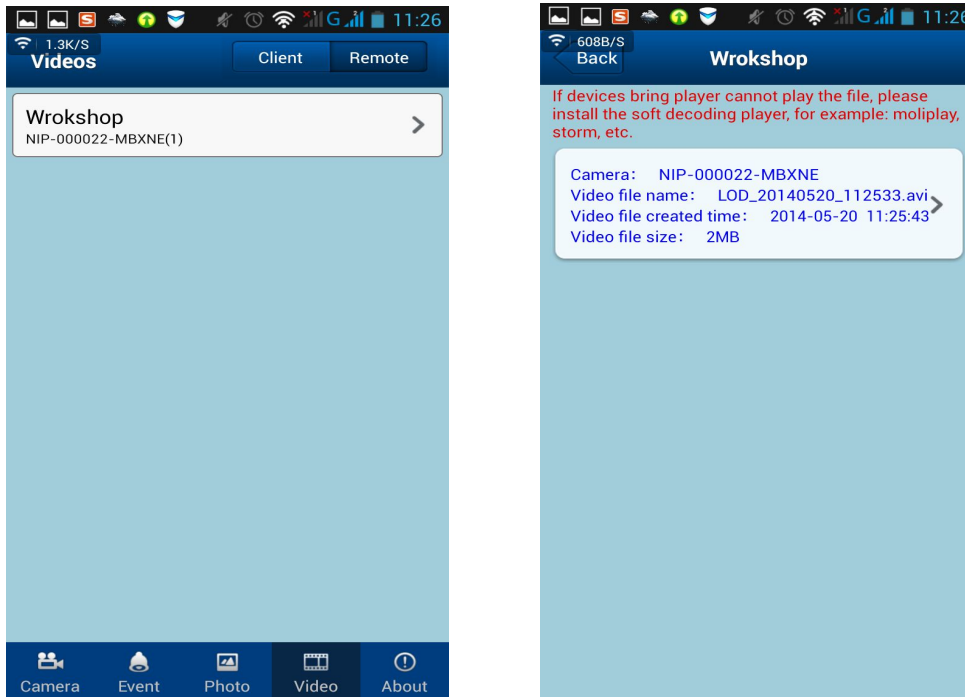 11:26
1.3K/S
Videos
Client
Remote
Wrokshop
NIP-000022-MBXNE(1)
Camera
Event
Photo
Video
About
G
11:26
608B/S
Back
Wrokshop
If devices bring player cannot play the file, please
install the soft decoding player, for example: moliplay,
storm, etc.
Camera: NIP-000022-MBXNE
Video file name: LOD_20140520_112533.avi
Video file created time: 2014-05-20 11:25:43
Video file size: 2MB